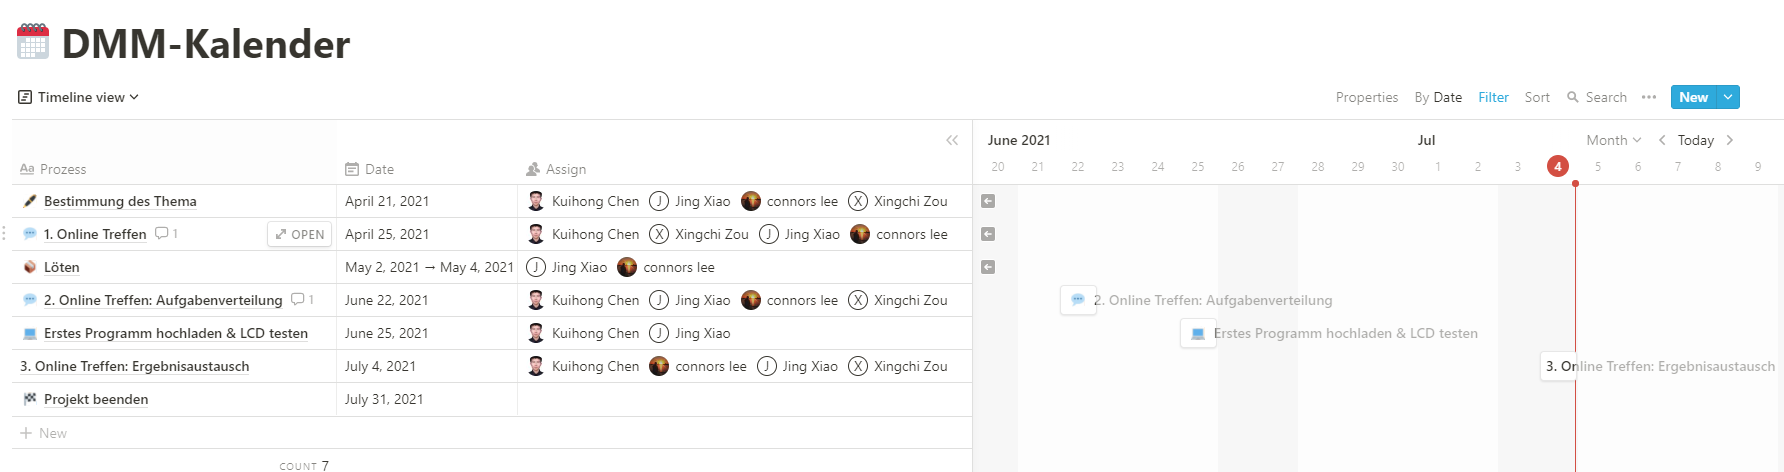 DMM-Kalender
Timeline view
Properties By Date Filter Sort Search ••• New
June 2021 Jul Month Today
Aa Prozess Date Assign
20 21 22 23 24 25 26 27 28 29 30 1 2 3 4 5 6 7 8 9
Bestimmung des Thema April 21, 2021 Kuihong Chen J Jing Xiao connors lee X Xingchi Zou
1. Online Treffen 1 OPEN April 25, 2021 Kuihong Chen X Xingchi Zou J Jing Xiao connors lee
Löten May 2, 2021 → May 4, 2021 J Jing Xiao connors lee
2. Online Treffen: Aufgabenverteilung 1 June 22, 2021 Kuihong Chen J Jing Xiao connors lee X Xingchi Zou 2. Online Treffen: Aufgabenverteilung
Erstes Programm hochladen & LCD testen June 25, 2021 Kuihong Chen J Jing Xiao Erstes Programm hochladen & LCD testen
3. Online Treffen: Ergebnisaustausch July 4, 2021 Kuihong Chen connors lee J Jing Xiao X Xingchi Zou 3. Online Treffen: Ergebnisaustausch
Projekt beenden July 31, 2021
+ New
COUNT 7